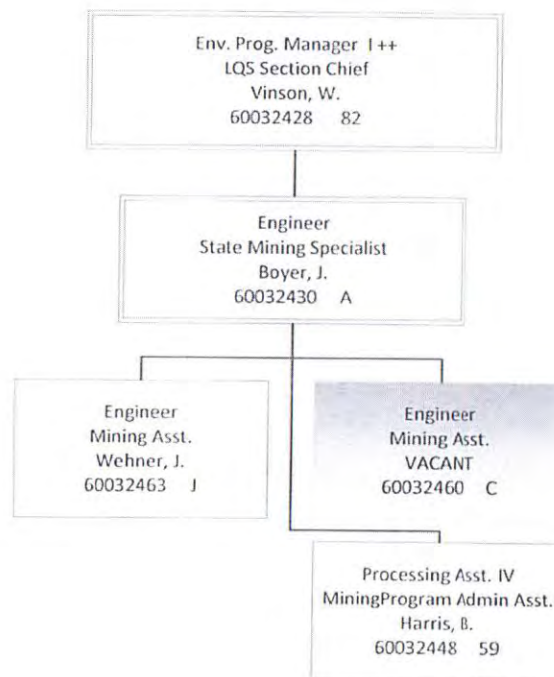 Env. Prog. Manager I ++
LQS Section Chief
Vinson, W.
60032428 82
Engineer
State Mining Specialist
Boyer, J.
60032430 A
Engineer
Mining Asst.
Wehner, J.
60032463 J
Engineer
Mining Asst.
VACANT
60032460 C
Processing Asst. IV
MiningProgram Admin Asst.
Harris, B.
60032448 59